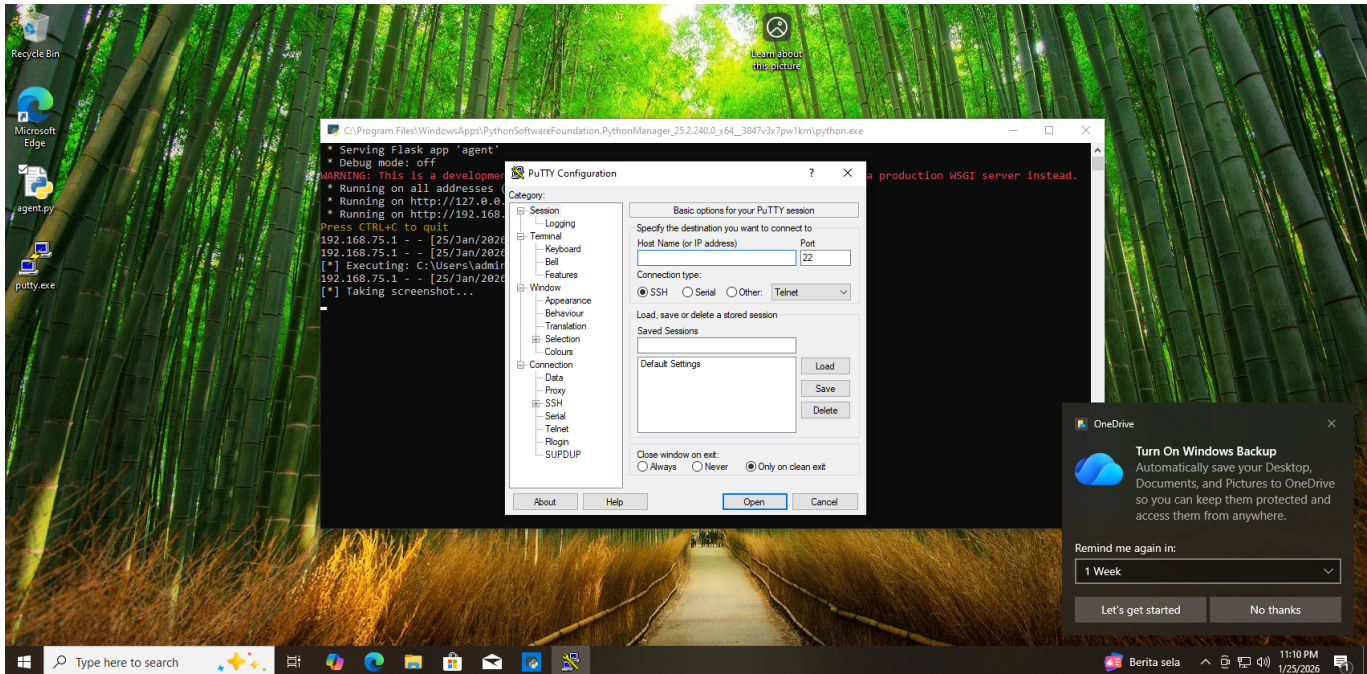 Recycle Bin
Microsoft
Edge
agent.py
putty.exe
Learn about
this picture
C:\Program Files\WindowsApps\PythonSoftwareFoundation.PythonManager_25.2.240.0_x64__3847v3x7pw1km\python.exe
* Serving Flask app 'agent'
* Debug mode: off
WARNING: This is a developmen
a production WSGI server instead.
* Running on all addresses (
* Running on http://127.0.0.
* Running on http://192.168.
Press CTRL+C to quit
192.168.75.1 - - [25/Jan/2026
192.168.75.1 - - [25/Jan/2026
[*] Executing: C:\Users\admin
192.168.75.1 - - [25/Jan/2026
[*] Taking screenshot...
PuTTY Configuration
?
Category:
Session
Logging
Terminal
Keyboard
Bell
Features
Window
Appearance
Behaviour
Translation
Selection
Colours
Connection
Data
Proxy
SSH
Serial
Telnet
Rlogin
SUPDUP
Basic options for your PuTTY session
Specify the destination you want to connect to
Host Name (or IP address) Port
22
Connection type:
SSH Serial Other: Telnet
Load, save or delete a stored session
Saved Sessions
Default Settings
Load
Save
Delete
Close window on exit:
Always Never Only on clean exit
About Help Open Cancel
OneDrive
Turn On Windows Backup
Automatically save your Desktop,
Documents, and Pictures to OneDrive
so you can keep them protected and
access them from anywhere.
Remind me again in:
1 Week
Let's get started No thanks
Type here to search
Berita sela
11:10 PM
1/25/2026
1